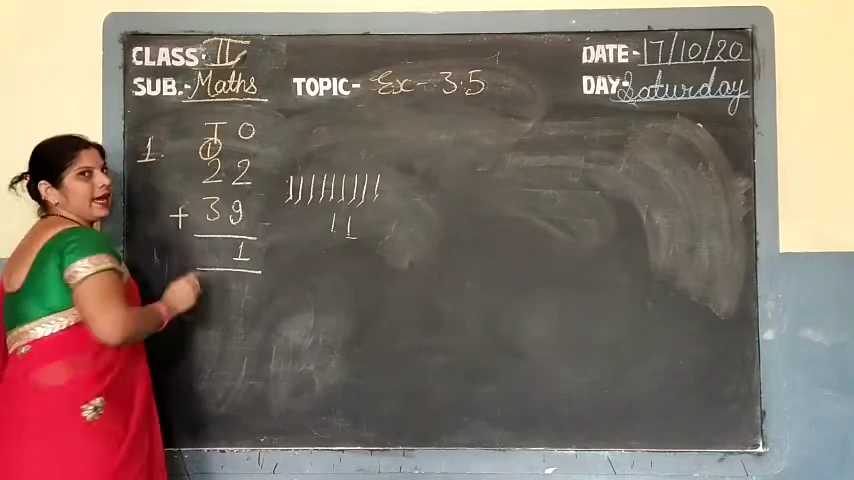 CLASS- II DATE- 17/10/20
SUB.- Maths TOPIC- Ex - 3.5 DAY- Saturday
T O
1. 1
2 2
+ 3 9
1